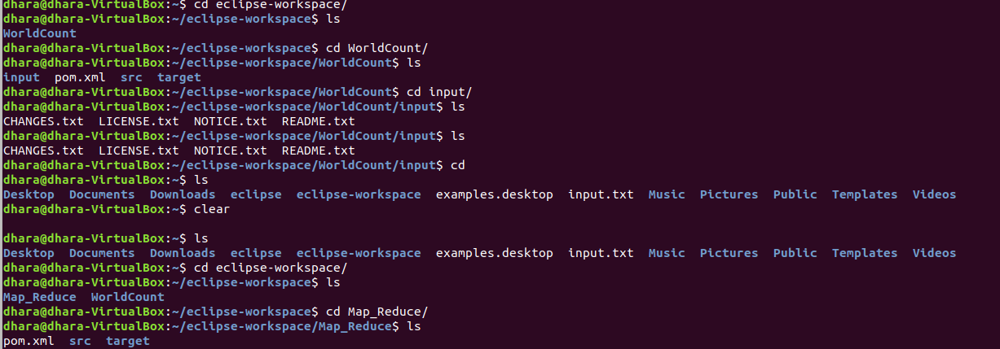 dhara@dhara-VirtualBox:~$ cd eclipse-workspace/
dhara@dhara-VirtualBox:~/eclipse-workspace$ ls
WorldCount
dhara@dhara-VirtualBox:~/eclipse-workspace$ cd WorldCount/
dhara@dhara-VirtualBox:~/eclipse-workspace/WorldCount$ ls
input  pom.xml  src  target
dhara@dhara-VirtualBox:~/eclipse-workspace/WorldCount$ cd input/
dhara@dhara-VirtualBox:~/eclipse-workspace/WorldCount/input$ ls
CHANGES.txt  LICENSE.txt  NOTICE.txt  README.txt
dhara@dhara-VirtualBox:~/eclipse-workspace/WorldCount/input$ ls
CHANGES.txt  LICENSE.txt  NOTICE.txt  README.txt
dhara@dhara-VirtualBox:~/eclipse-workspace/WorldCount/input$ cd
dhara@dhara-VirtualBox:~$ ls
Desktop  Documents  Downloads  eclipse  eclipse-workspace  examples.desktop  input.txt  Music  Pictures  Public  Templates  Videos
dhara@dhara-VirtualBox:~$ clear
dhara@dhara-VirtualBox:~$ ls
Desktop  Documents  Downloads  eclipse  eclipse-workspace  examples.desktop  input.txt  Music  Pictures  Public  Templates  Videos
dhara@dhara-VirtualBox:~$ cd eclipse-workspace/
dhara@dhara-VirtualBox:~/eclipse-workspace$ ls
Map_Reduce  WorldCount
dhara@dhara-VirtualBox:~/eclipse-workspace$ cd Map_Reduce/
dhara@dhara-VirtualBox:~/eclipse-workspace/Map_Reduce$ ls
pom.xml  src  target